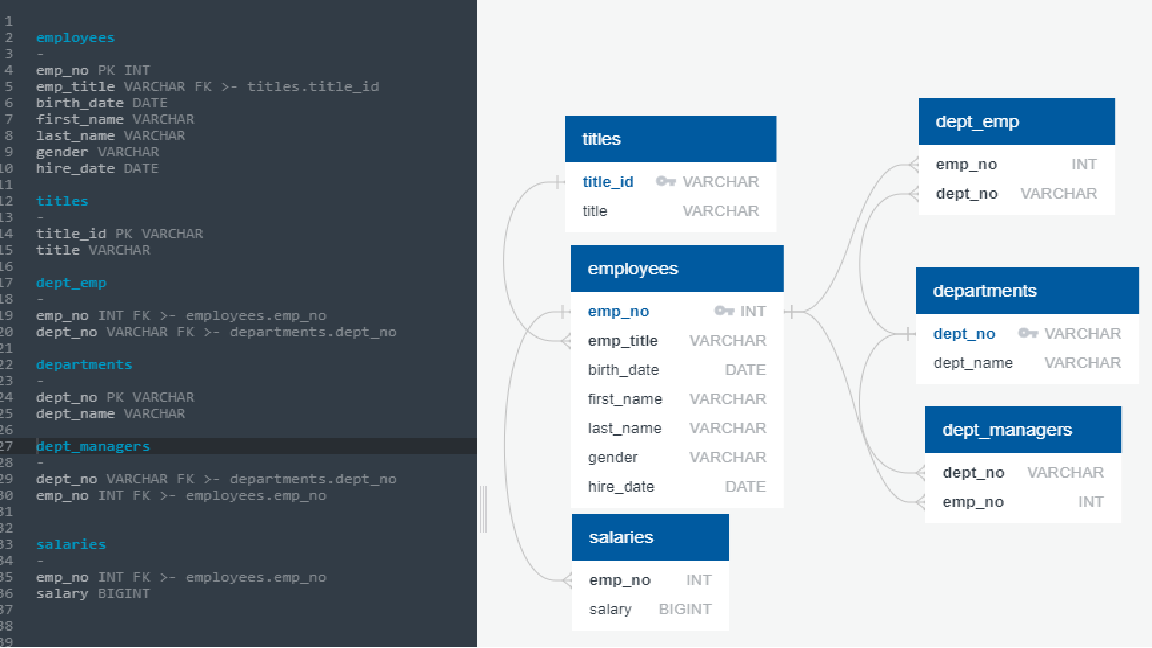 1
2 employees
3 -
4 emp_no PK INT
5 emp_title VARCHAR FK >- titles.title_id
6 birth_date DATE
7 first_name VARCHAR
8 last_name VARCHAR
9 gender VARCHAR
10 hire_date DATE
11
12 titles
13 -
14 title_id PK VARCHAR
15 title VARCHAR
16
17 dept_emp
18 -
19 emp_no INT FK >- employees.emp_no
20 dept_no VARCHAR FK >- departments.dept_no
21
22 departments
23 -
24 dept_no PK VARCHAR
25 dept_name VARCHAR
26
27 dept_managers
28 -
29 dept_no VARCHAR FK >- departments.dept_no
30 emp_no INT FK >- employees.emp_no
31
32
33 salaries
34 -
35 emp_no INT FK >- employees.emp_no
36 salary BIGINT
37
38
39
titles
title_id VARCHAR
title VARCHAR
employees
emp_no INT
emp_title VARCHAR
birth_date DATE
first_name VARCHAR
last_name VARCHAR
gender VARCHAR
hire_date DATE
salaries
emp_no INT
salary BIGINT
dept_emp
emp_no INT
dept_no VARCHAR
departments
dept_no VARCHAR
dept_name VARCHAR
dept_managers
dept_no VARCHAR
emp_no INT